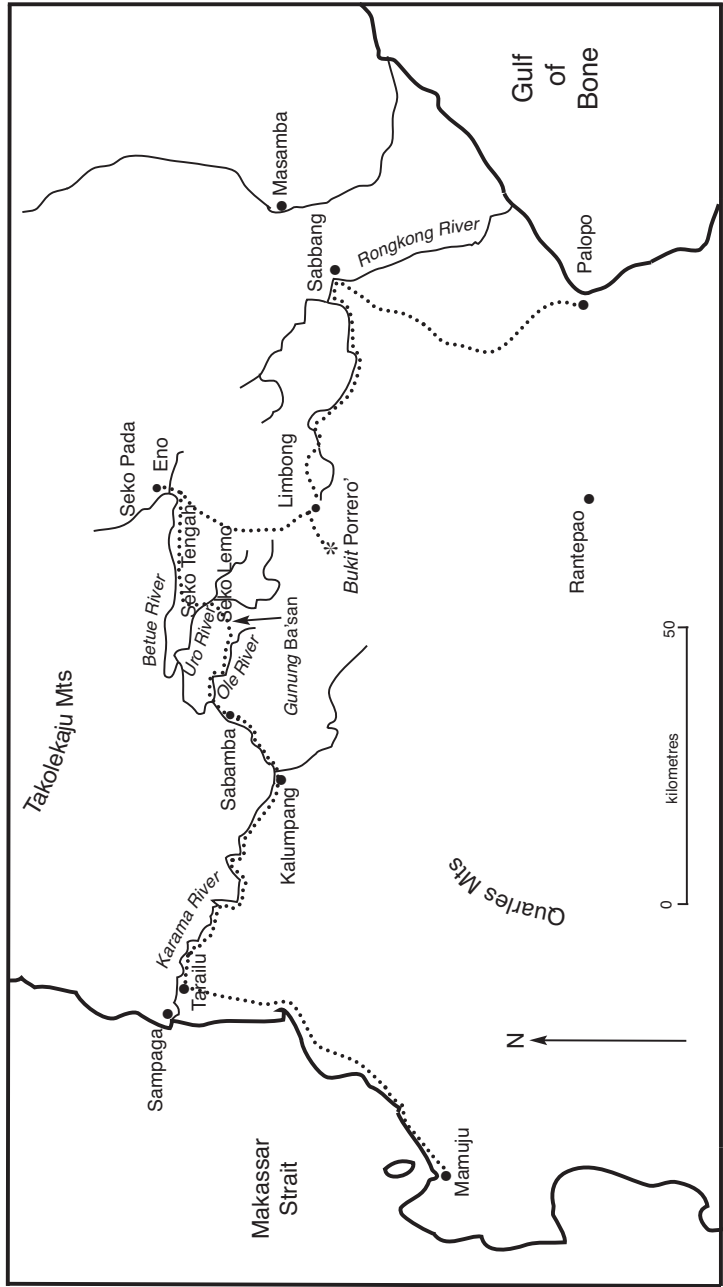 Takolekaju Mts
Makassar
Strait
Sampaga
Karama River
Tarailu
Mamuju
Kalumpang
Sabamba
Betue River
Uro River
Ole River
Gunung Ba'san
Seko Pada
Eno
Seko Tengah
Seko Lemo
Limbong
Bukit Porrero'
Masamba
Sabbang
Rongkong River
Palopo
Gulf
of
Bone
Rantepao
Quarles Mts
N
0
kilometres
50